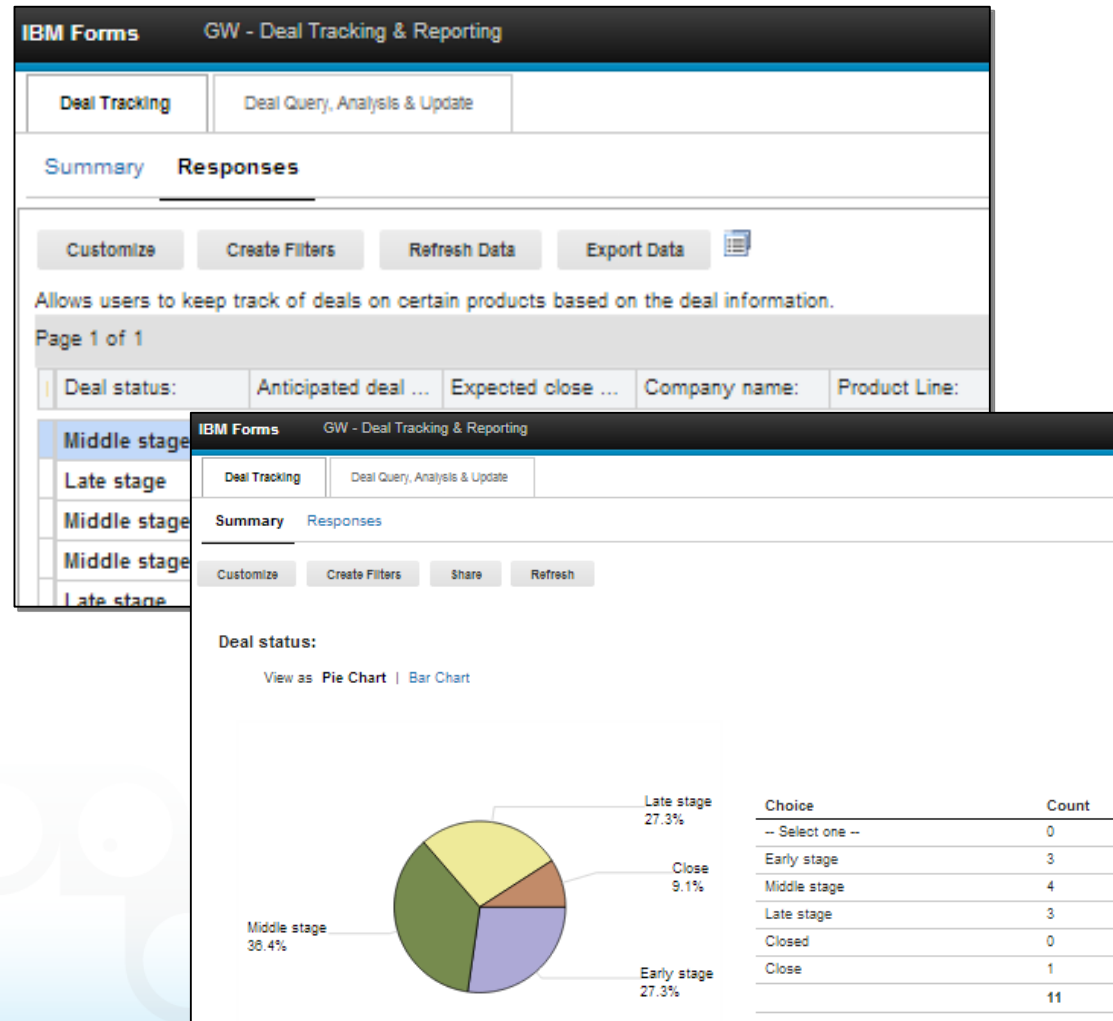 IBM Forms GW - Deal Tracking & Reporting
Deal Tracking Deal Query, Analysis & Update
Summary Responses
Customize Create Filters Refresh Data Export Data
Allows users to keep track of deals on certain products based on the deal information.
Page 1 of 1
Deal status: Anticipated deal ... Expected close ... Company name: Product Line:
Middle stage
Late stage
Middle stage
Middle stage
Late stage
IBM Forms GW - Deal Tracking & Reporting
Deal Tracking Deal Query, Analysis & Update
Summary Responses
Customize Create Filters Share Refresh
Deal status:
View as Pie Chart | Bar Chart
Late stage
27.3%
Close
9.1%
Middle stage
36.4%
Early stage
27.3%
Choice Count
-- Select one -- 0
Early stage 3
Middle stage 4
Late stage 3
Closed 0
Close 1
11